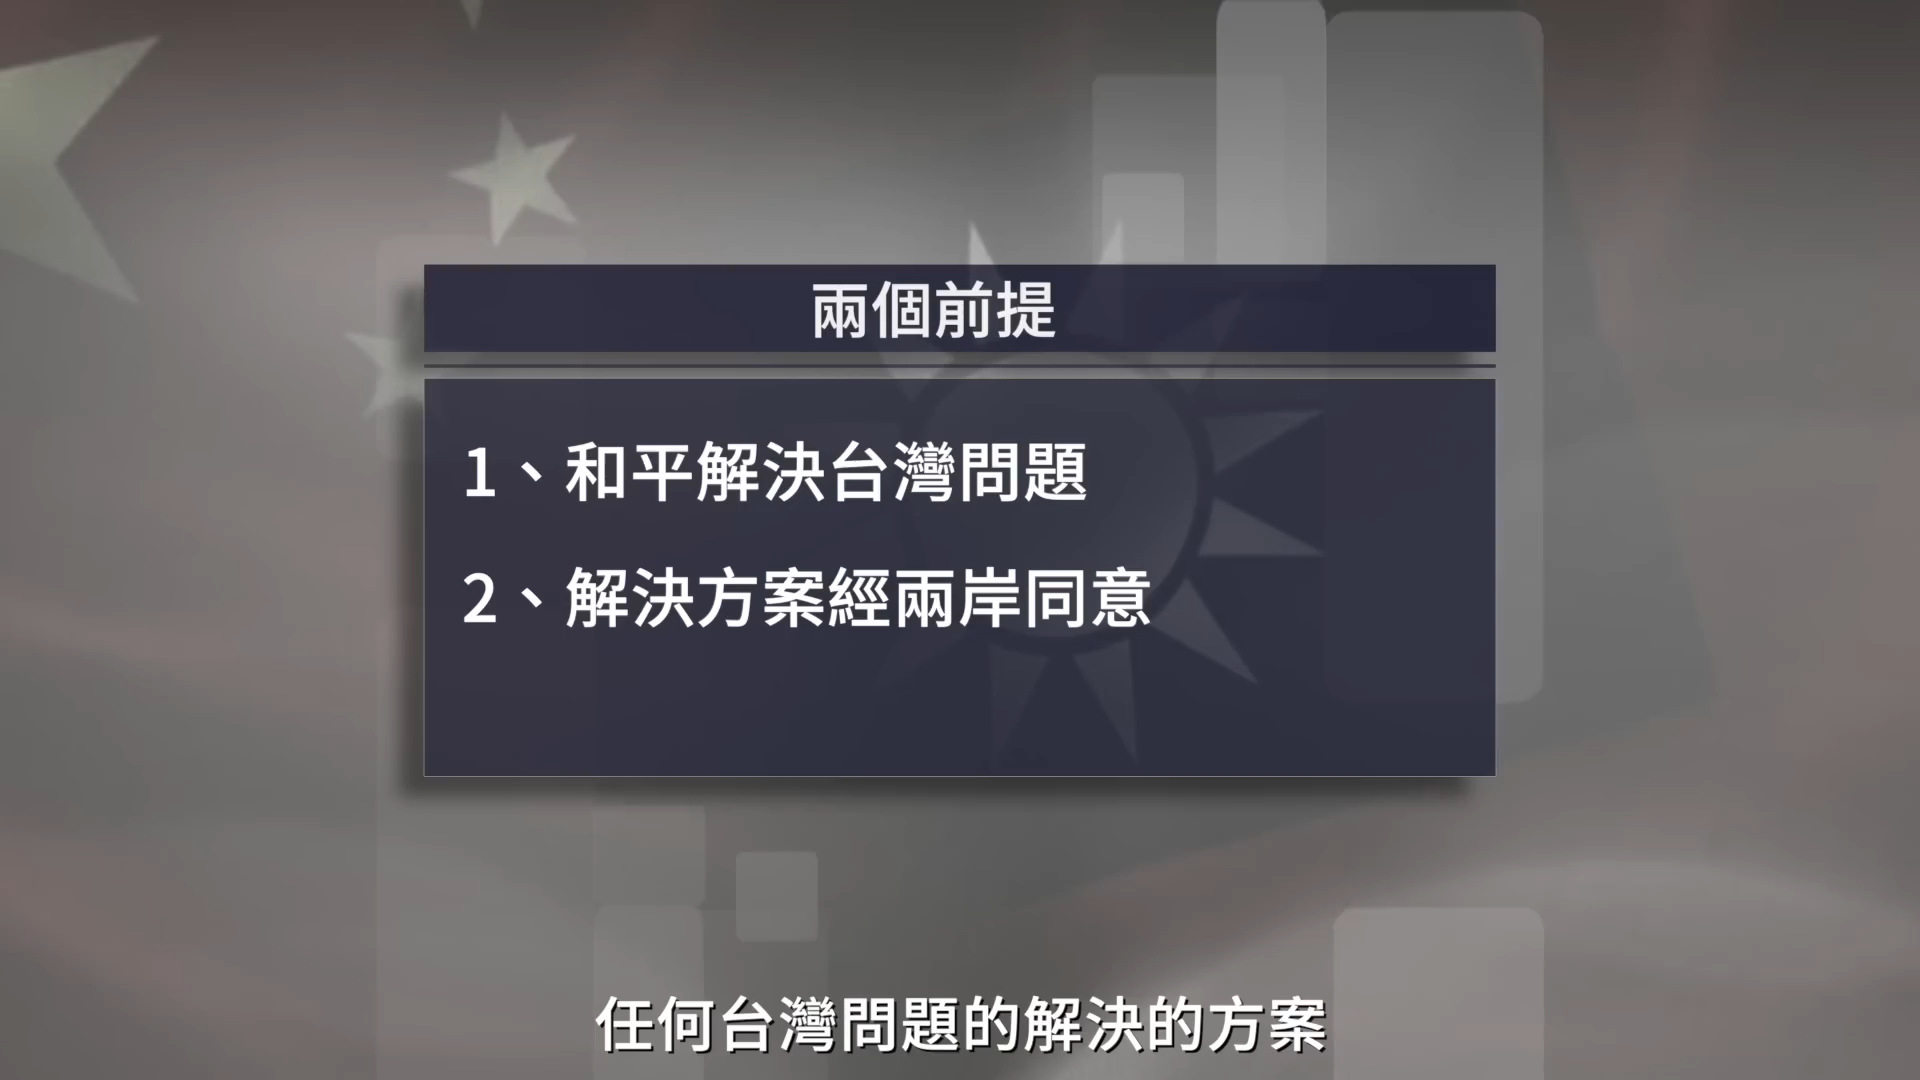 兩個前提
1、和平解決台灣問題
2、解決方案經兩岸同意
任何台灣問題的解決的方案